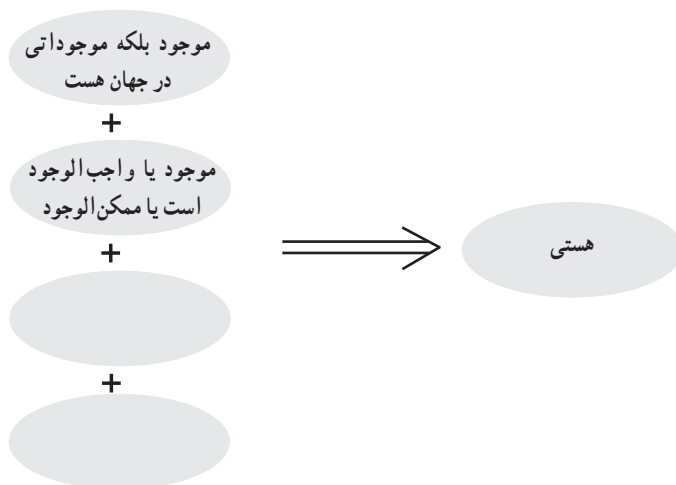 موجود بلکه موجوداتی
در جهان هست
+
موجود یا واجب‌الوجود
است یا ممکن‌الوجود
+
+
هستی